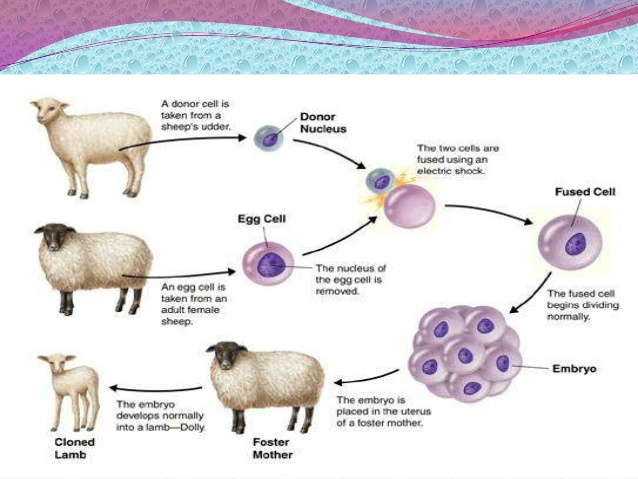 A donor cell is
taken from a
sheep's udder.
Donor
Nucleus
The two cells are
fused using an
electric shock.
Fused Cell
Egg Cell
The nucleus of
the egg cell is
removed.
An egg cell is
taken from an
adult female
sheep.
The fused cell
begins dividing
normally.
Embryo
The embryo is
placed in the uterus
of a foster mother.
The embryo
develops normally
into a lamb—Dolly.
Foster
Mother
Cloned
Lamb